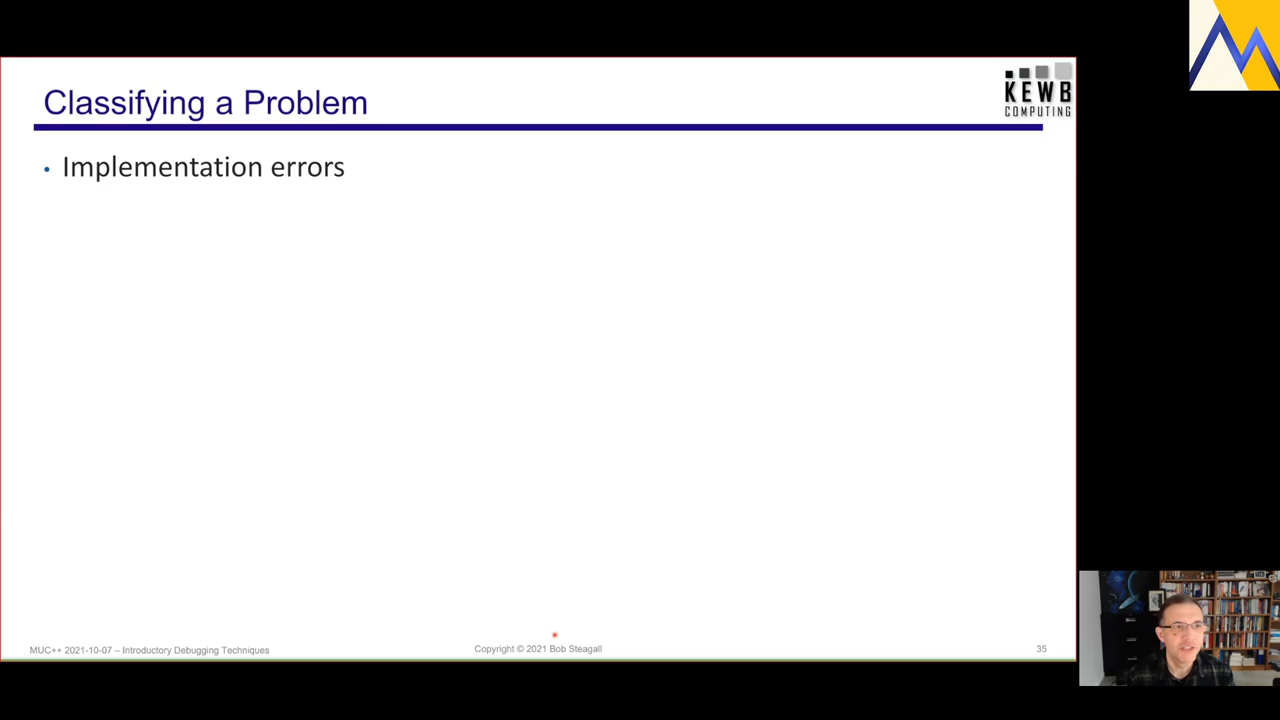 Classifying a Problem
KEWB
COMPUTING
• Implementation errors
MUC++ 2021-10-07 – Introductory Debugging Techniques
Copyright © 2021 Bob Steagall
35